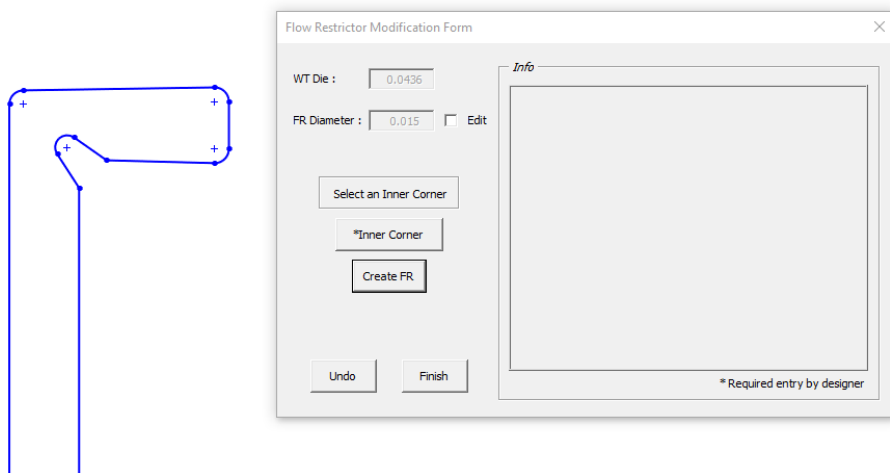 Flow Restrictor Modification Form
WT Die : 0.0436
FR Diameter : 0.015 Edit
Select an Inner Corner
*Inner Corner
Create FR
Undo Finish
Info
* Required entry by designer